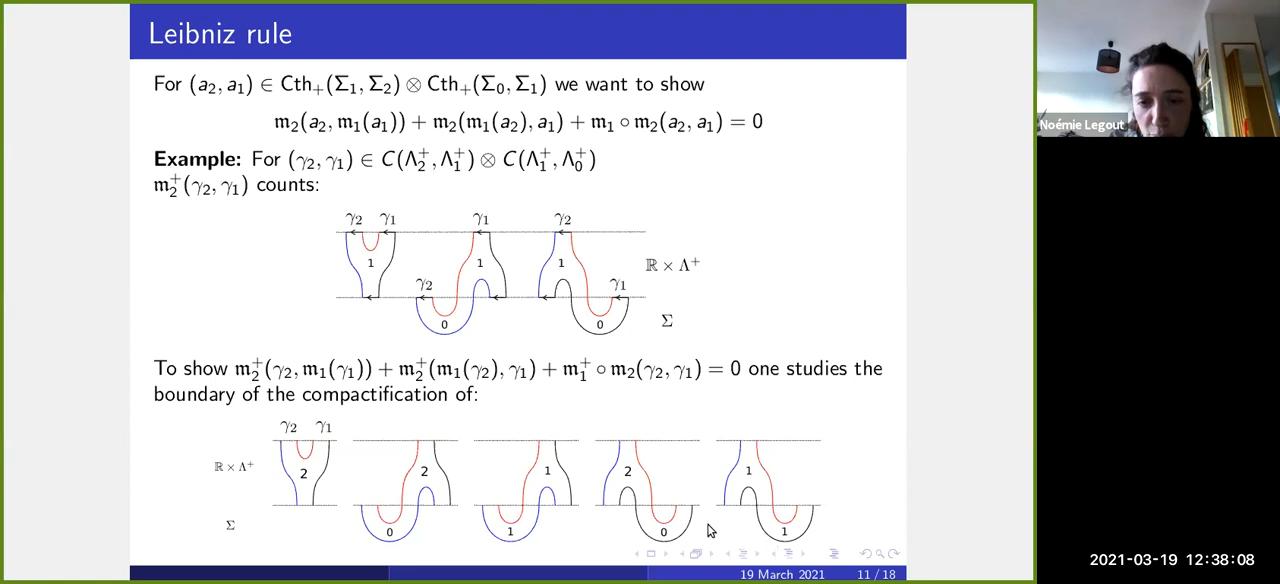 Leibniz rule
For (a₂, a₁) ∈ Cth₊(Σ₁, Σ₂) ⊗ Cth₊(Σ₀, Σ₁) we want to show
𝔪₂(a₂, 𝔪₁(a₁)) + 𝔪₂(𝔪₁(a₂), a₁) + 𝔪₁ ∘ 𝔪₂(a₂, a₁) = 0
Example: For (γ₂, γ₁) ∈ C(Λ₂⁺, Λ₁⁺) ⊗ C(Λ₁⁺, Λ₀⁺)
𝔪₂⁺(γ₂, γ₁) counts:
γ₂ γ₁ γ₁ γ₂
1 1 1 ℝ × Λ⁺
γ₂ γ₁
0 0 Σ
To show 𝔪₂⁺(γ₂, 𝔪₁(γ₁)) + 𝔪₂⁺(𝔪₁(γ₂), γ₁) + 𝔪₁⁺ ∘ 𝔪₂(γ₂, γ₁) = 0 one studies the
boundary of the compactification of:
γ₂ γ₁
ℝ × Λ⁺ 2 2 1 2 1
Σ 0 1 0 1
19 March 2021 11 / 18
Noémie Legout
2021-03-19 12:38:08